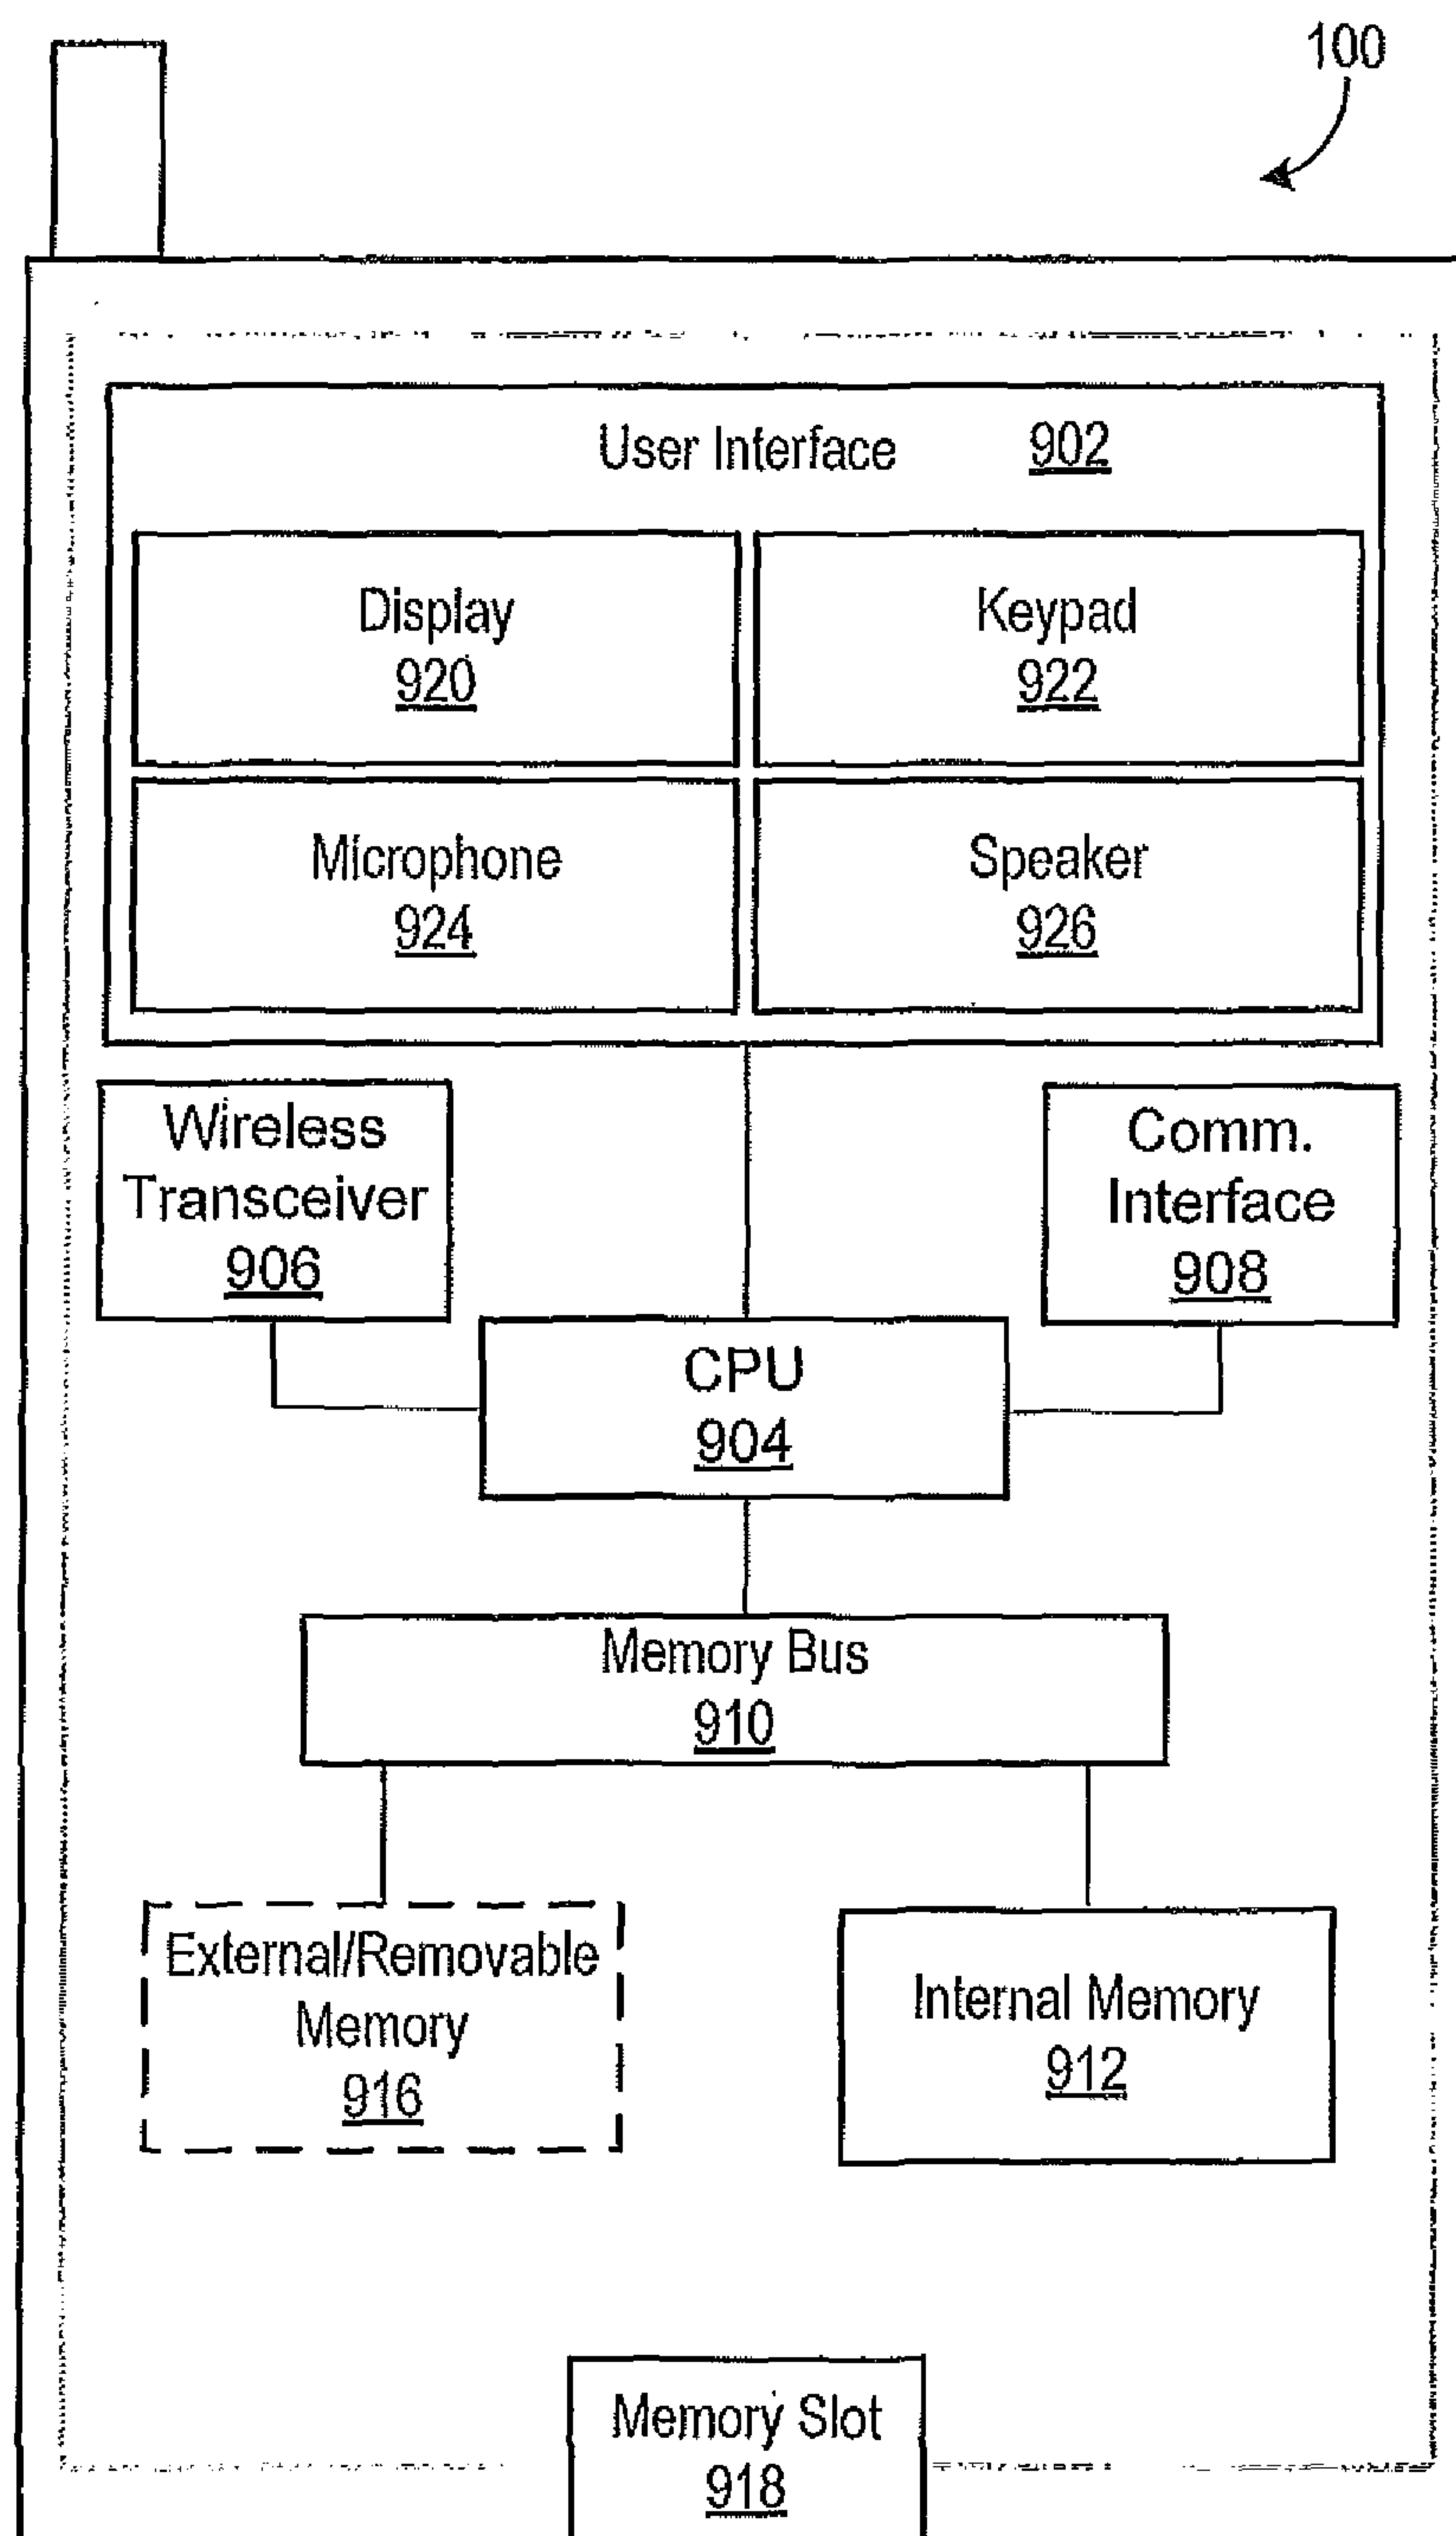 100
User Interface 902
Display
920
Keypad
922
Microphone
924
Speaker
926
Wireless
Transceiver
906
Comm.
Interface
908
CPU
904
Memory Bus
910
External/Removable
Memory
916
Internal Memory
912
Memory Slot
918